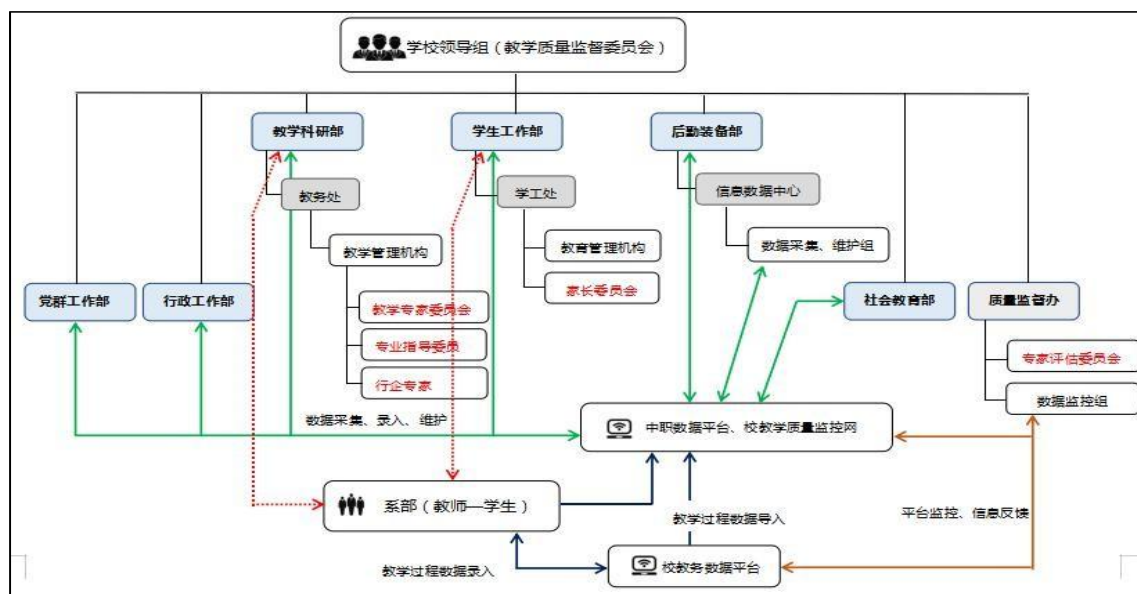 学校领导组（教学质量监督委员会）
教学科研部
学生工作部
后勤装备部
教务处
学工处
信息数据中心
教学管理机构
教育管理机构
数据采集、维护组
家长委员会
党群工作部
行政工作部
教学专家委员会
社会教育部
质量监督办
专业指导委员
专家评估委员会
行企专家
数据监控组
数据采集、录入、维护
中职数据平台、校教学质量监控网
系部（教师—学生）
教学过程数据导入
平台监控、信息反馈
教学过程数据录入
校教务数据平台